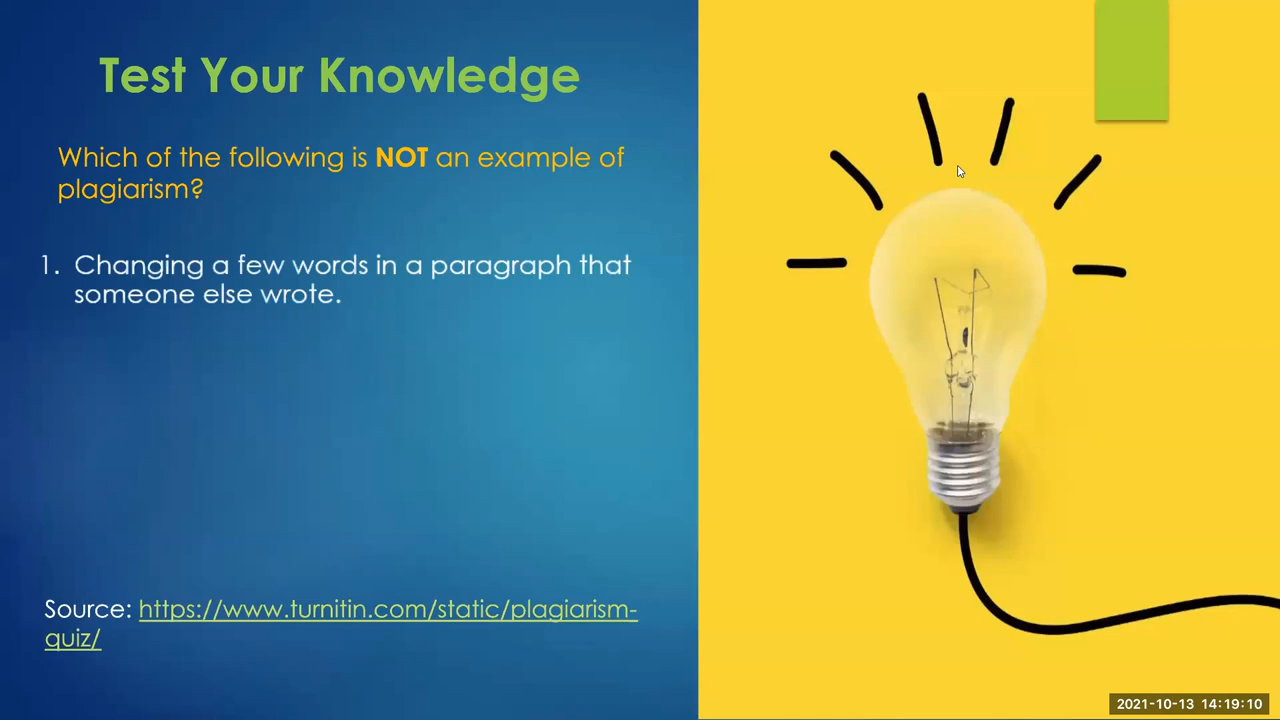 Test Your Knowledge
Which of the following is NOT an example of
plagiarism?
1. Changing a few words in a paragraph that
someone else wrote.
Source: https://www.turnitin.com/static/plagiarism-
quiz/
2021-10-13 14:19:10